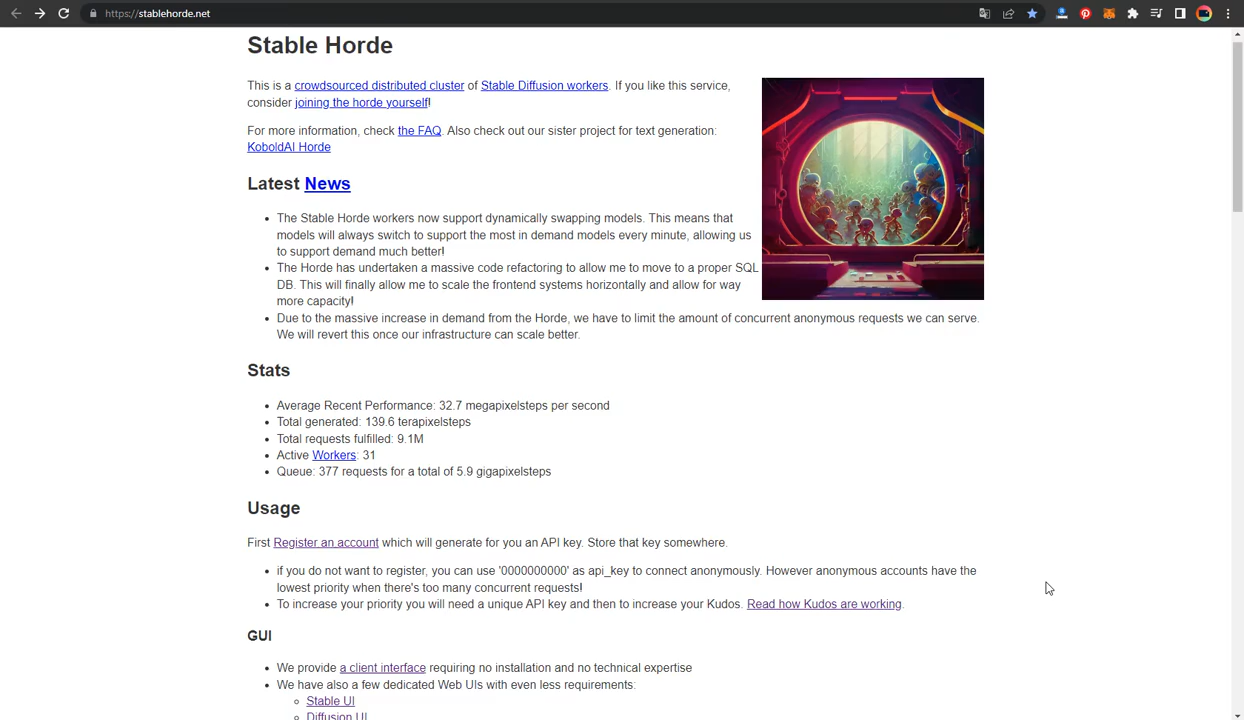 https://stablehorde.net
Stable Horde
This is a crowdsourced distributed cluster of Stable Diffusion workers. If you like this service,
consider joining the horde yourself!
For more information, check the FAQ. Also check out our sister project for text generation:
KoboldAI Horde
Latest News
The Stable Horde workers now support dynamically swapping models. This means that
models will always switch to support the most in demand models every minute, allowing us
to support demand much better!
The Horde has undertaken a massive code refactoring to allow me to move to a proper SQL
DB. This will finally allow me to scale the frontend systems horizontally and allow for way
more capacity!
Due to the massive increase in demand from the Horde, we have to limit the amount of concurrent anonymous requests we can serve.
We will revert this once our infrastructure can scale better.
Stats
Average Recent Performance: 32.7 megapixelsteps per second
Total generated: 139.6 terapixelsteps
Total requests fulfilled: 9.1M
Active Workers: 31
Queue: 377 requests for a total of 5.9 gigapixelsteps
Usage
First Register an account which will generate for you an API key. Store that key somewhere.
if you do not want to register, you can use '0000000000' as api_key to connect anonymously. However anonymous accounts have the
lowest priority when there's too many concurrent requests!
To increase your priority you will need a unique API key and then to increase your Kudos. Read how Kudos are working.
GUI
We provide a client interface requiring no installation and no technical expertise
We have also a few dedicated Web UIs with even less requirements:
Stable UI
Diffusion UI